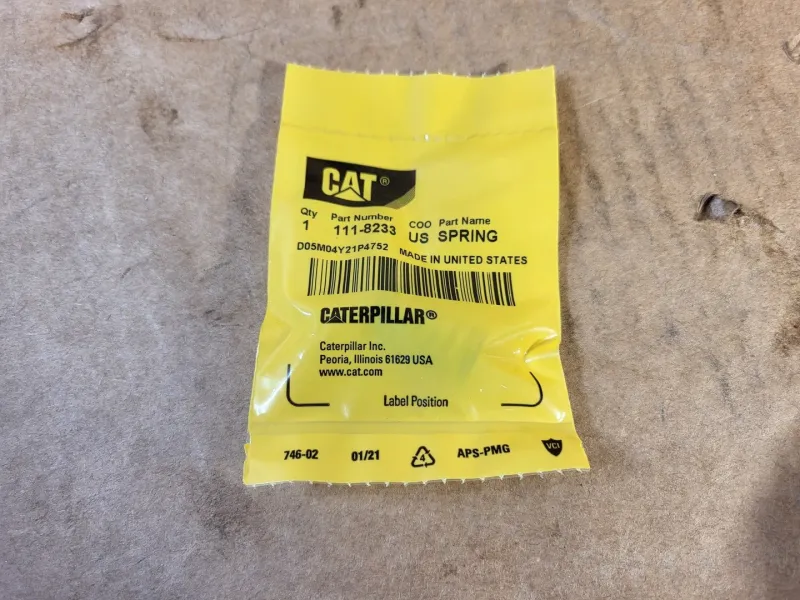 CAT®
Qty Part Number COO Part Name
1 111-8233 US SPRING
D05M04Y21P4752 MADE IN UNITED STATES
CATERPILLAR®
Caterpillar Inc.
Peoria, Illinois 61629 USA
www.cat.com
Label Position
746-02 01/21 4 APS-PMG VCI